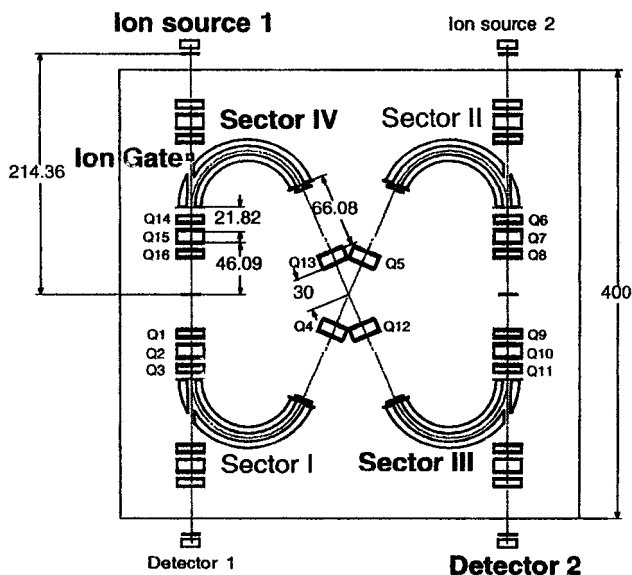 Ion source 1
Ion source 2
Sector IV
Sector II
Ion Gate
214.36
66.08
Q14
21.82
Q6
Q15
Q7
Q16
46.09
Q13
Q5
Q8
30
400
Q1
Q4
Q12
Q9
Q2
Q10
Q3
Q11
Sector I
Sector III
Detector 1
Detector 2